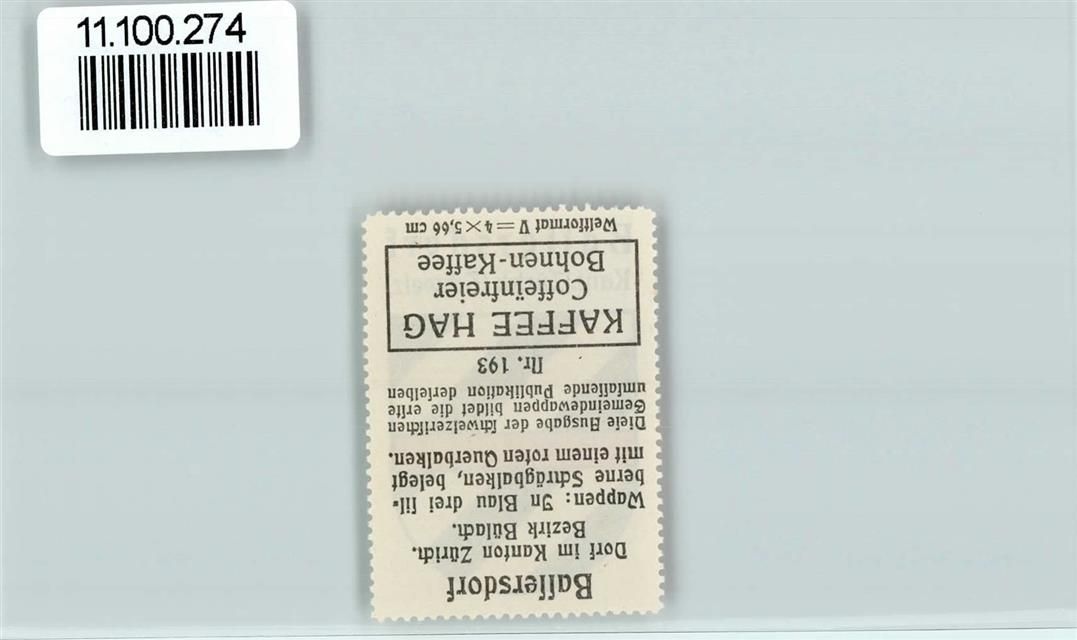 11.100.274
Baſſersdorf
Dorf im Kanton Zürich.
Bezirk Bülach.
Wappen: In Blau drei ſil-
berne Schrägbalken, belegt
mit einem roten Querbalken.
Dieſe Ausgabe der ſchweizeriſchen
Gemeindewappen bildet die erſte
umfaſſende Publikation derſelben
Nr. 193
KAFFEE HAG
Coffeïnfreier
Bohnen-Kaffee
Weltformat V = 4 × 5,66 cm